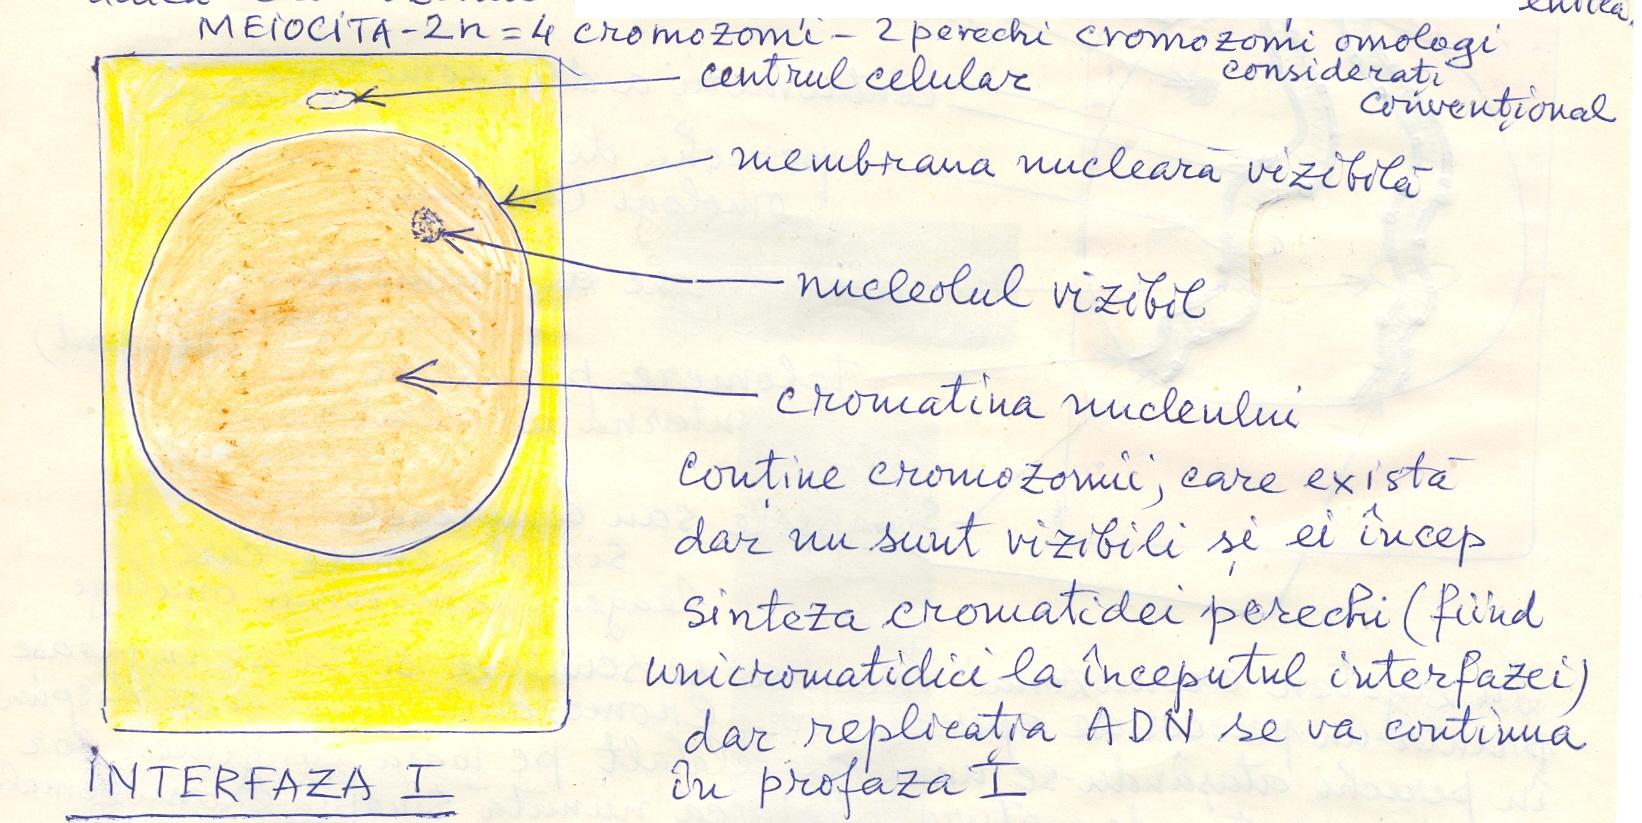 MEIOCITA - 2n = 4 cromozomi - 2 perechi cromozomi omologi
considerați
convențional
centrul celular
membrana nucleară vizibilă
nucleolul vizibil
cromatina nucleului
conține cromozomii, care există
dar nu sunt vizibili și ei încep
sinteza cromatidei perechi (fiind
unicromatidici la începutul interfazei)
dar replicația ADN se va continua
în profaza I
INTERFAZA I